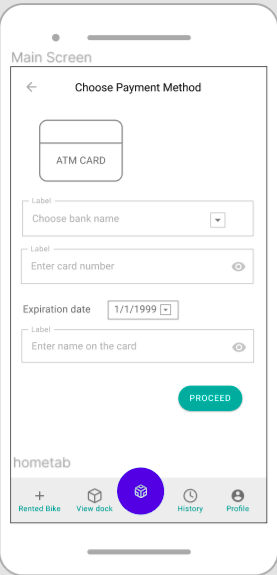 Main Screen
Choose Payment Method
ATM CARD
Label
Choose bank name
Label
Enter card number
Expiration date 1/1/1999
Label
Enter name on the card
PROCEED
hometab
Rented Bike View dock History Profile